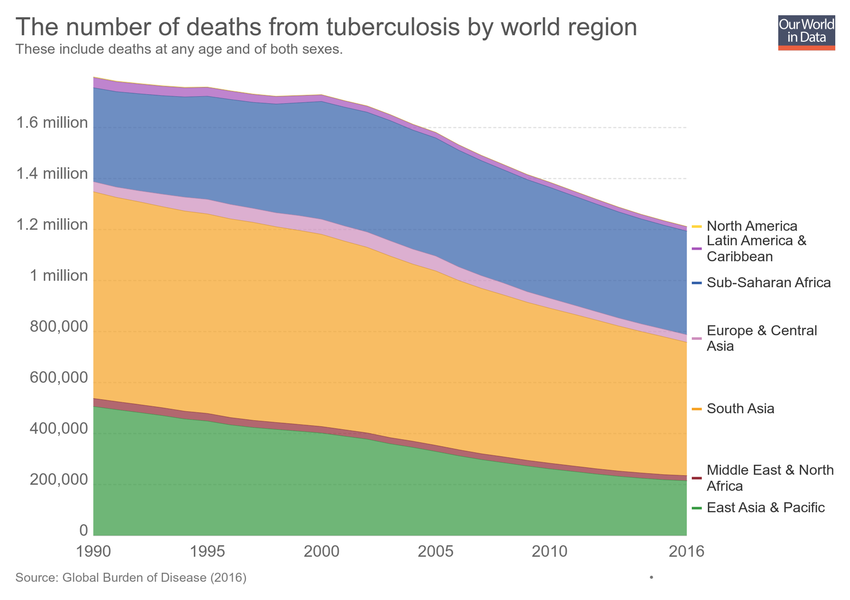 The number of deaths from tuberculosis by world region
These include deaths at any age and of both sexes.
Our World
in Data
1.6 million
1.4 million
1.2 million
1 million
800,000
600,000
400,000
200,000
0
1990
1995
2000
2005
2010
2016
North America
Latin America &
Caribbean
Sub-Saharan Africa
Europe & Central
Asia
South Asia
Middle East & North
Africa
East Asia & Pacific
Source: Global Burden of Disease (2016)